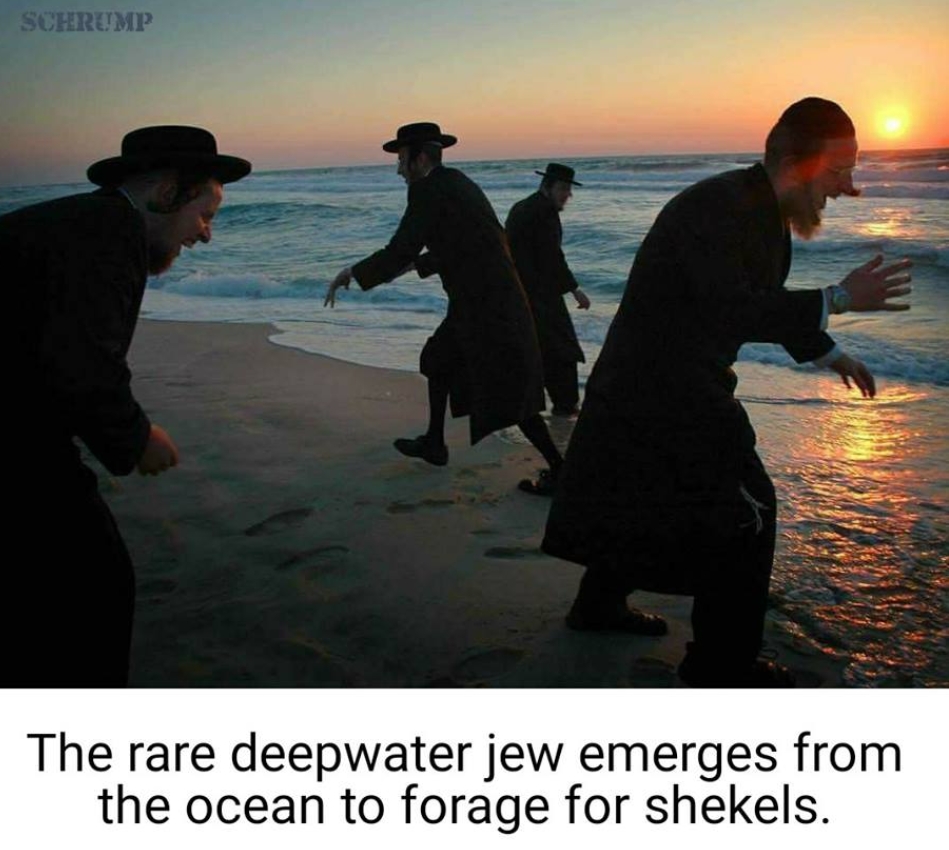 SCHRUMP
The rare deepwater jew emerges from
the ocean to forage for shekels.